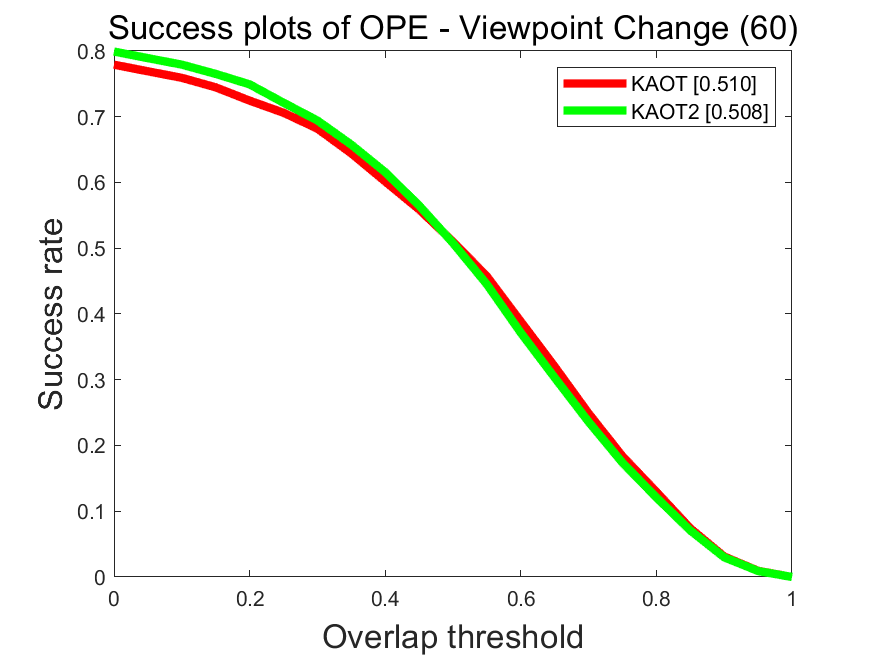 Success plots of OPE - Viewpoint Change (60)
KAOT [0.510]
KAOT2 [0.508]
Success rate
0.8
0.7
0.6
0.5
0.4
0.3
0.2
0.1
0
0 0.2 0.4 0.6 0.8 1
Overlap threshold